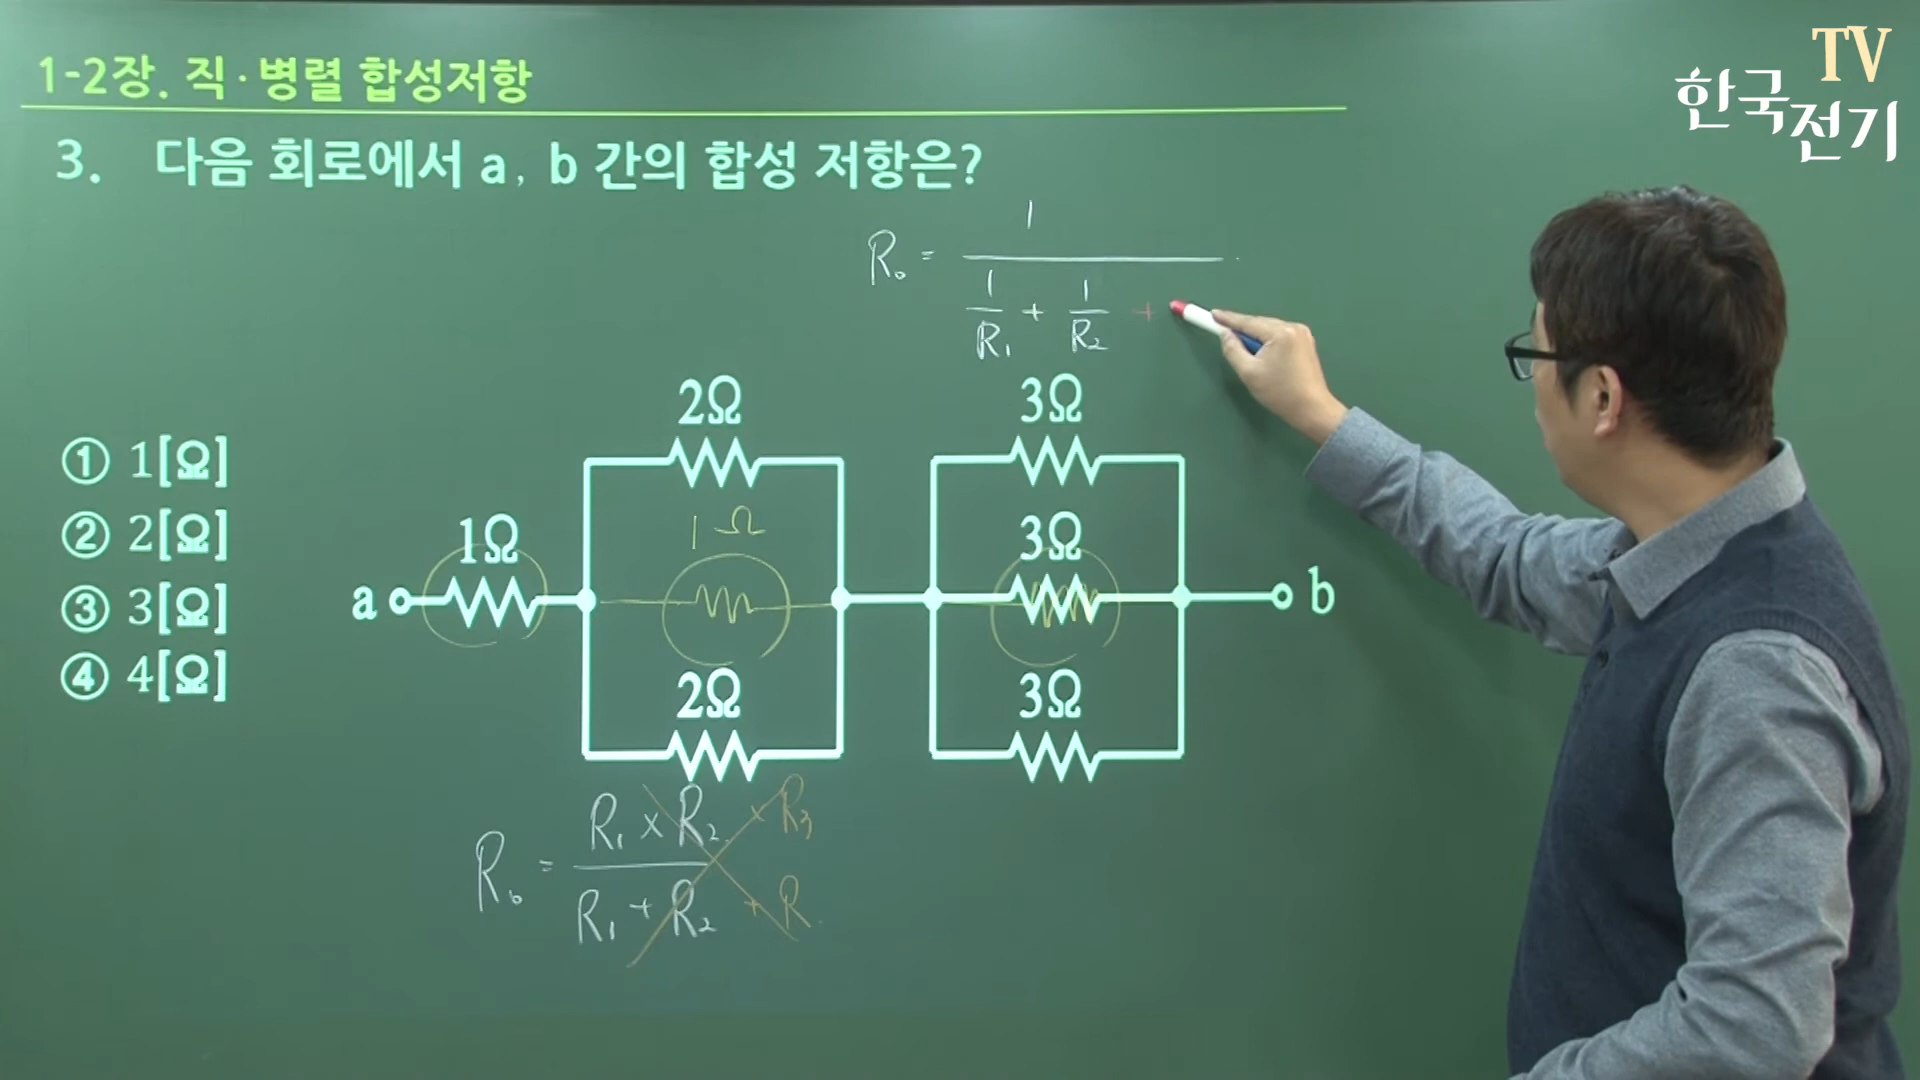 TV
한국전기
1-2장. 직·병렬 합성저항
3. 다음 회로에서 a, b 간의 합성 저항은?
R₀ = 1 / (1/R₁ + 1/R₂ +
① 1[Ω]
② 2[Ω]
③ 3[Ω]
④ 4[Ω]
2Ω
3Ω
1Ω
1Ω
3Ω
a
b
2Ω
3Ω
R₀ = R₁ × R₂ × R₃ / R₁ + R₂ + R